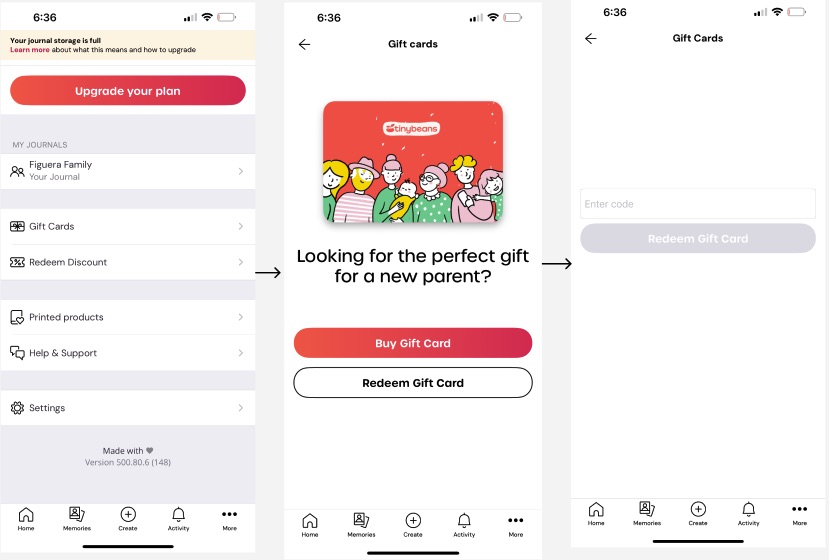 6:36
Your journal storage is full
Learn more about what this means and how to upgrade
Upgrade your plan
MY JOURNALS
Figuera Family
Your Journal
Gift Cards
Redeem Discount
Printed products
Help & Support
Settings
Made with
Version 500.80.6 (148)
Home Memories Create Activity More
6:36
Gift cards
tinybeans
Looking for the perfect gift
for a new parent?
Buy Gift Card
Redeem Gift Card
Home Memories Create Activity More
6:36
Gift Cards
Enter code
Redeem Gift Card
Home Memories Create Activity More